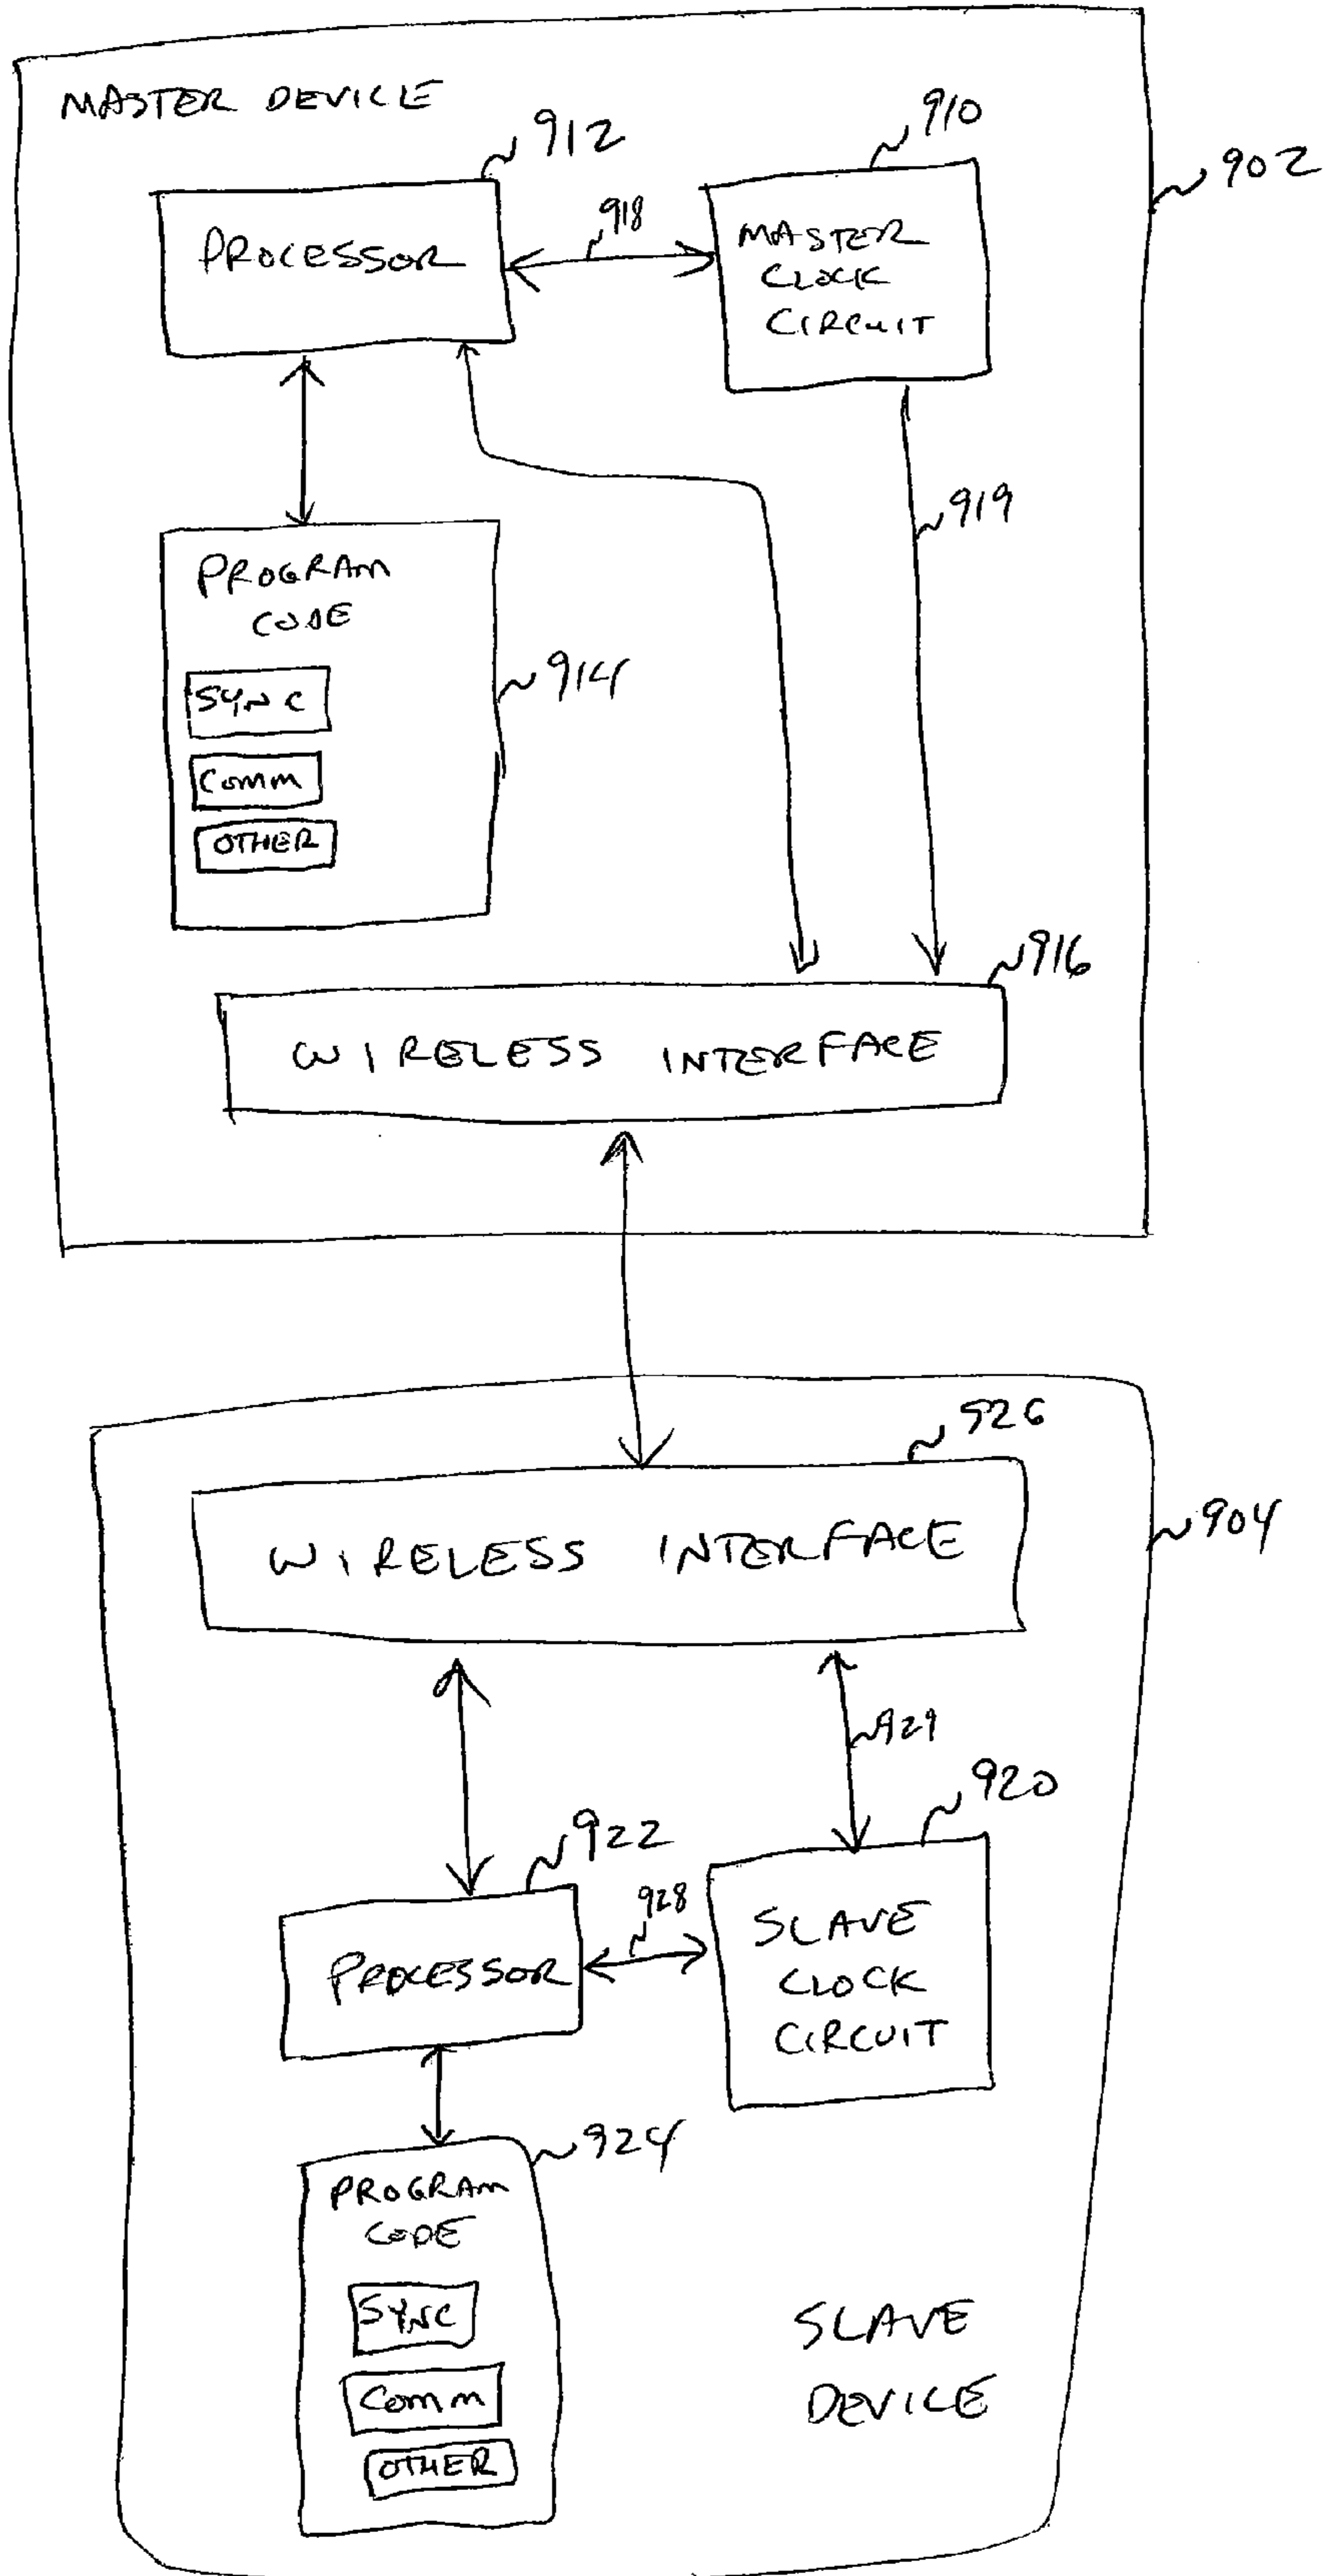 MASTER DEVICE
912
910
902
PROCESSOR
918
MASTER
CLOCK
CIRCUIT
919
PROGRAM
CODE
914
SYNC
Comm
OTHER
916
WIRELESS INTERFACE
926
904
WIRELESS INTERFACE
929
920
922
928
SLAVE
CLOCK
CIRCUIT
PROCESSOR
924
PROGRAM
CODE
SYNC
Comm
OTHER
SLAVE
DEVICE